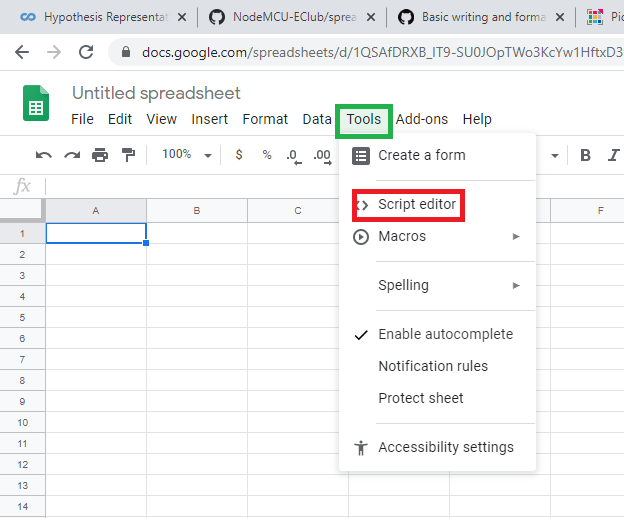 Hypothesis Representat
NodeMCU-EClub/sprea
Basic writing and forma
Pic
docs.google.com/spreadsheets/d/1QSAfDRXB_IT9-SU0JOpTWo3KcYw1HftxD3
Untitled spreadsheet
File Edit View Insert Format Data Tools Add-ons Help
100% $ % .0 .00 B I
fx
A B C F
1
2
3
4
5
6
7
8
9
10
11
12
13
14
Create a form
Script editor
Macros
Spelling
Enable autocomplete
Notification rules
Protect sheet
Accessibility settings